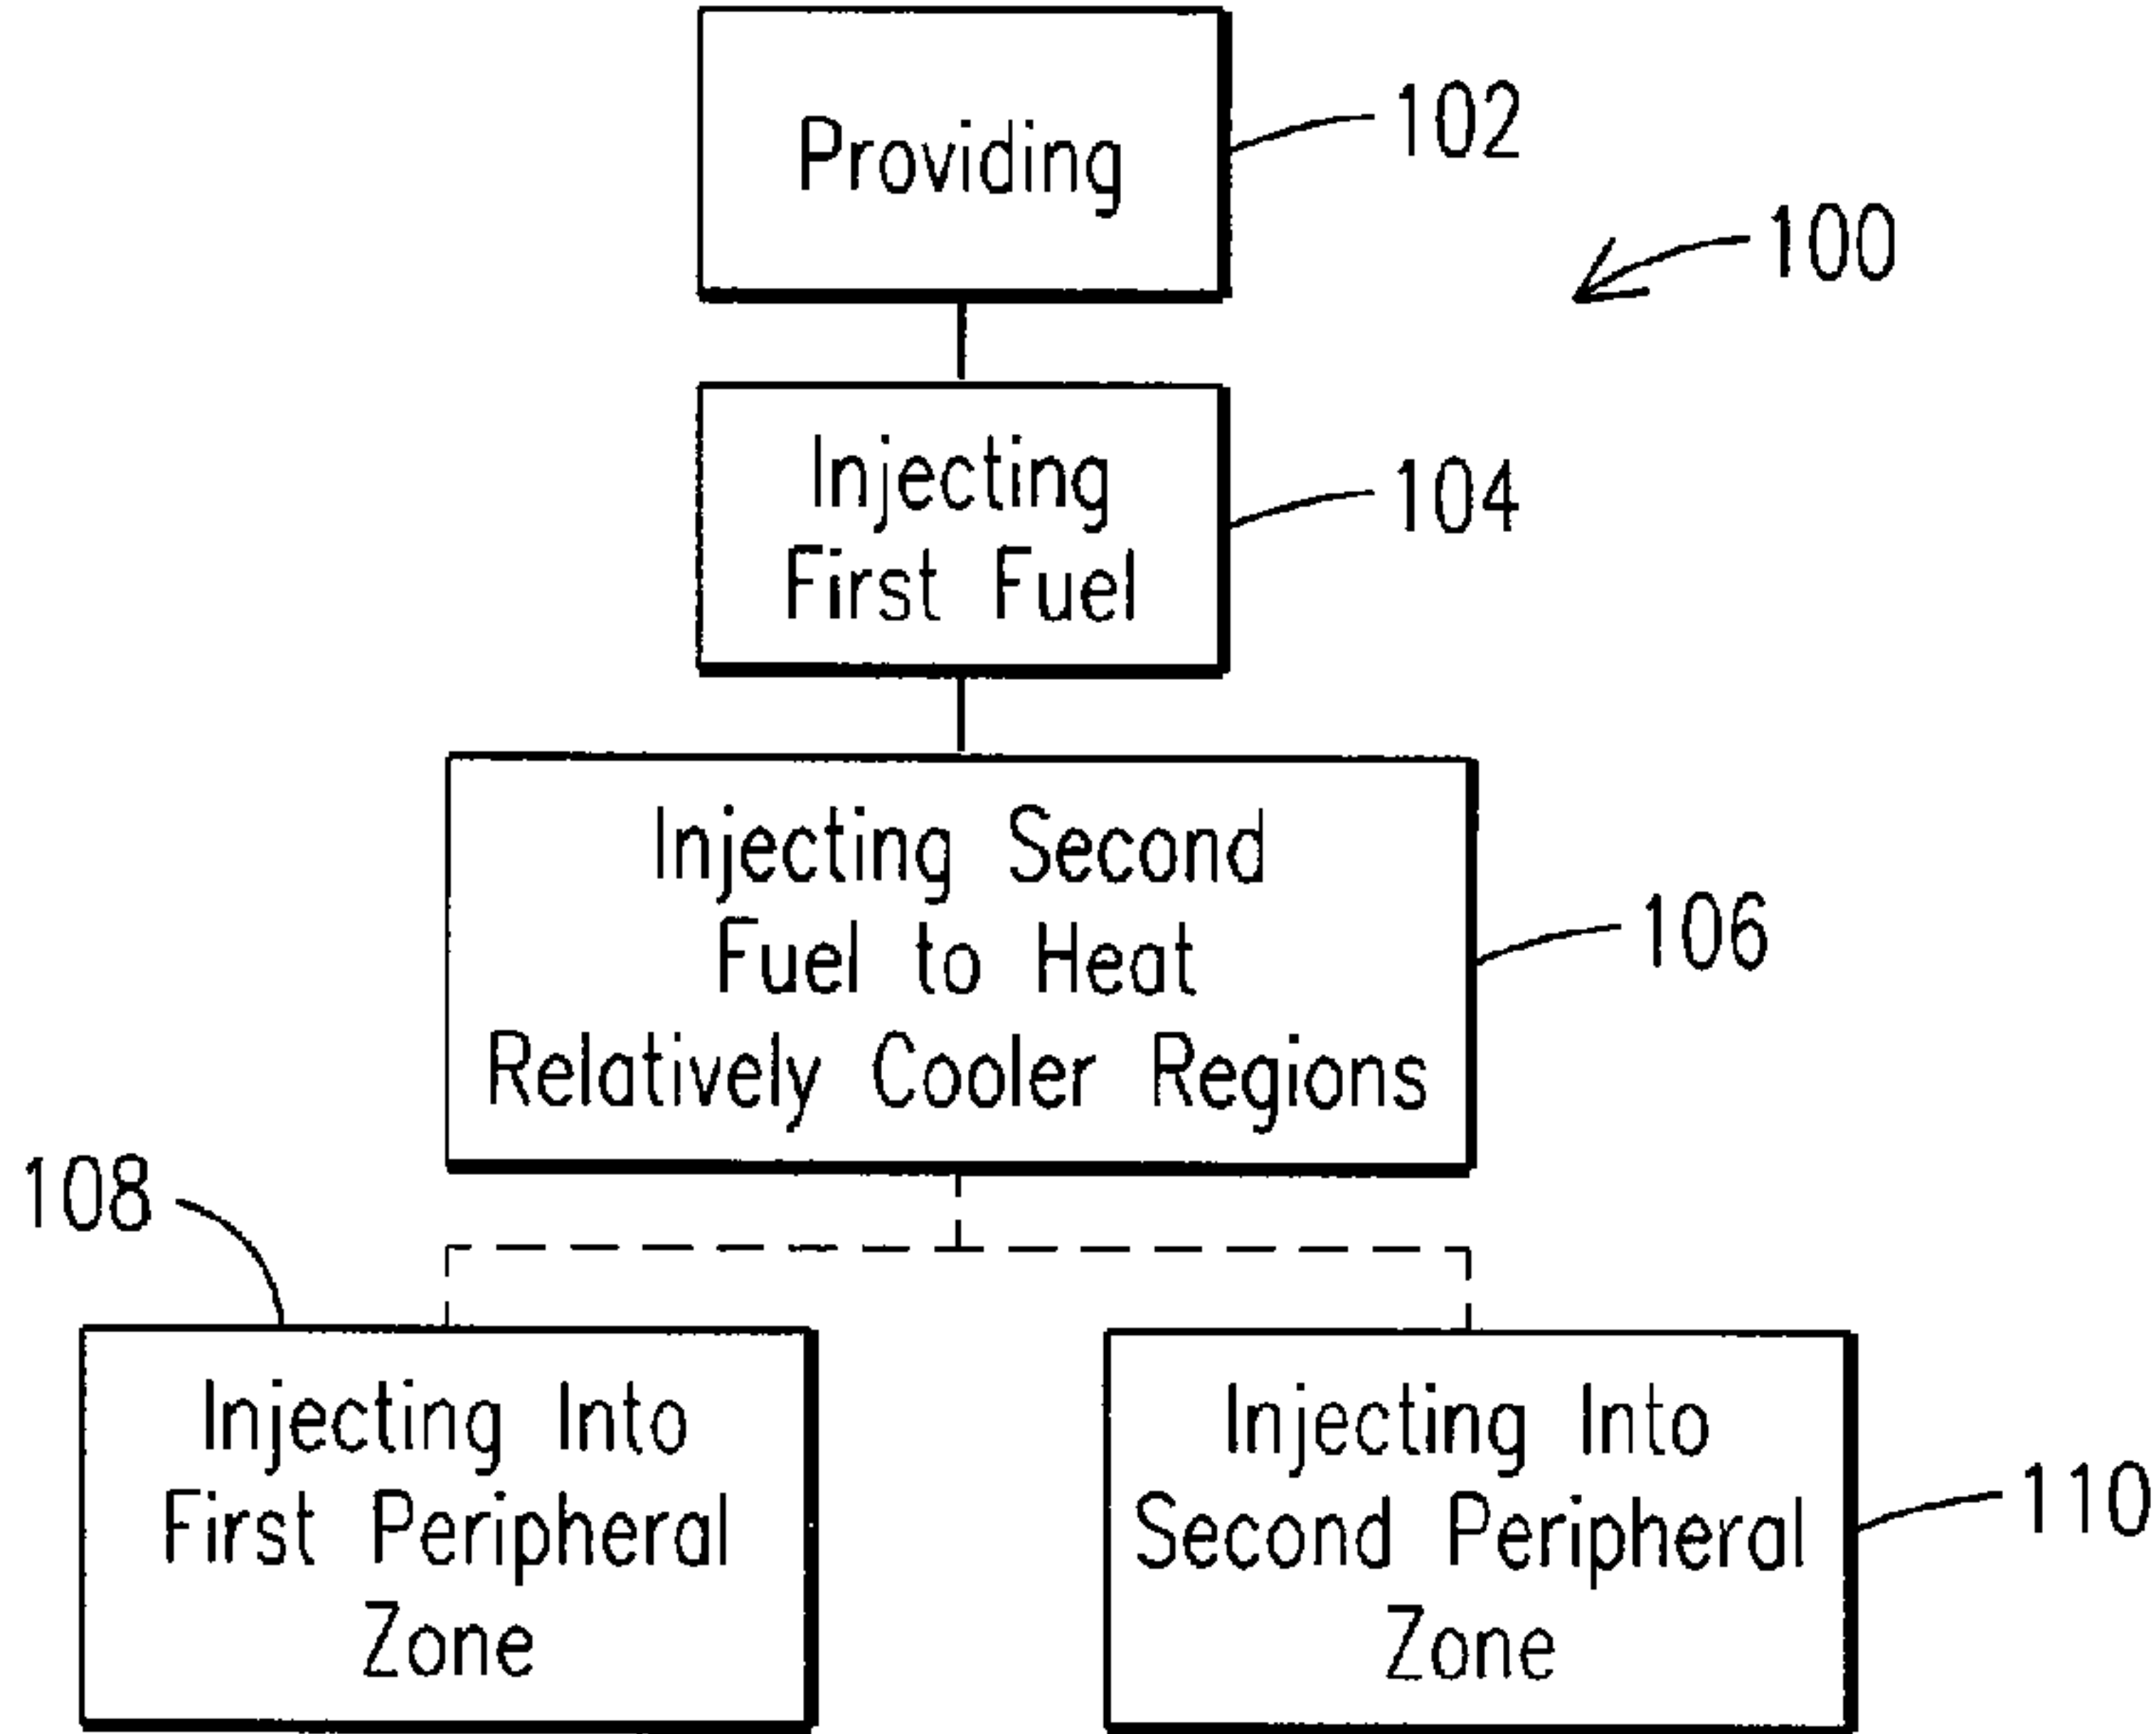 Providing
102
100
Injecting
First Fuel
104
Injecting Second
Fuel to Heat
Relatively Cooler Regions
106
108
Injecting Into
First Peripheral
Zone
Injecting Into
Second Peripheral
Zone
110